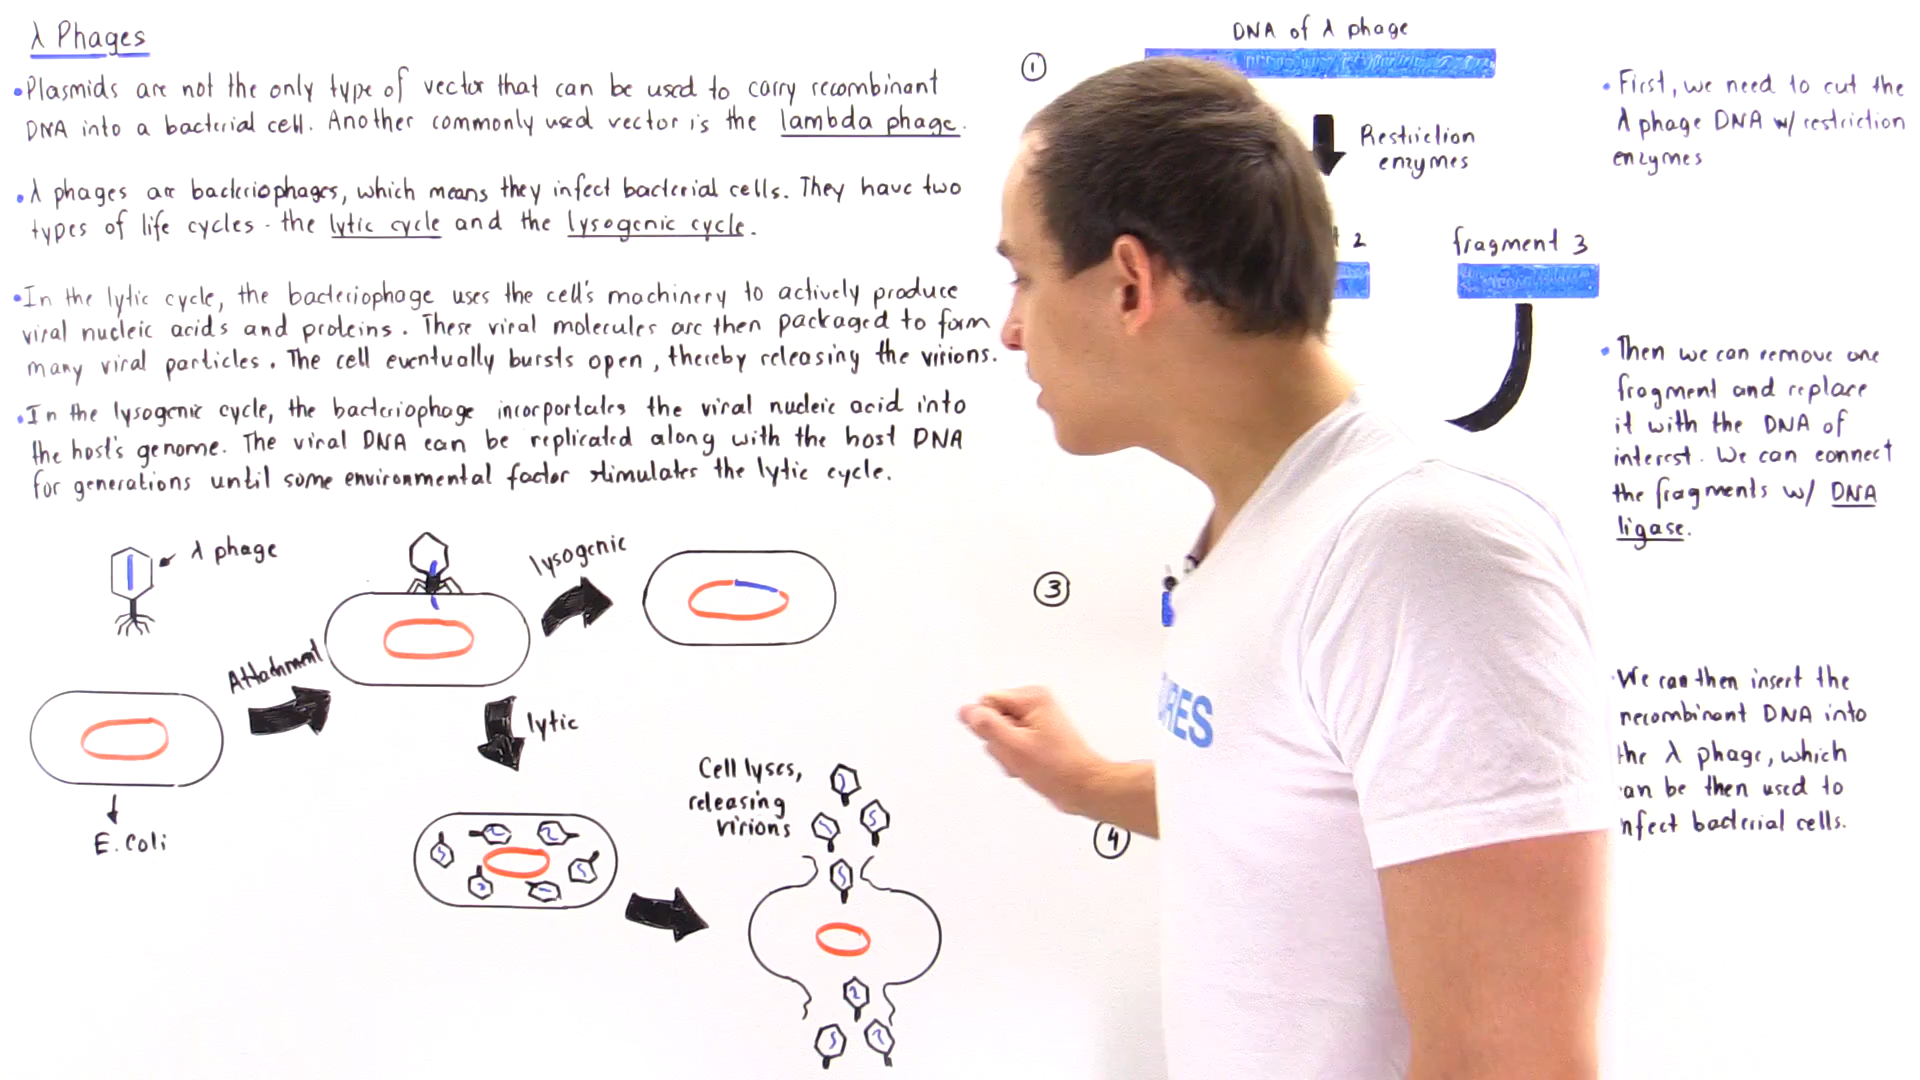 λ Phages
•Plasmids are not the only type of vector that can be used to carry recombinant
DNA into a bacterial cell. Another commonly used vector is the lambda phage.
•λ phages are bacteriophages, which means they infect bacterial cells. They have two
types of life cycles - the lytic cycle and the lysogenic cycle.
•In the lytic cycle, the bacteriophage uses the cell's machinery to actively produce
viral nucleic acids and proteins. These viral molecules are then packaged to form
many viral particles. The cell eventually bursts open, thereby releasing the virions.
•In the lysogenic cycle, the bacteriophage incorportates the viral nucleic acid into
the host's genome. The viral DNA can be replicated along with the host DNA
for generations until some environmental factor stimulates the lytic cycle.
λ phage
Attachment
lysogenic
lytic
E. Coli
Cell lyses,
releasing
virions
DNA of λ phage
1
Restriction
enzymes
2
fragment 3
3
4
RES
• First, we need to cut the
λ phage DNA w/ restriction
enzymes
• Then we can remove one
fragment and replace
it with the DNA of
interest. We can connect
the fragments w/ DNA
ligase.
We can then insert the
recombinant DNA into
the λ phage, which
an be then used to
nfect bacterial cells.